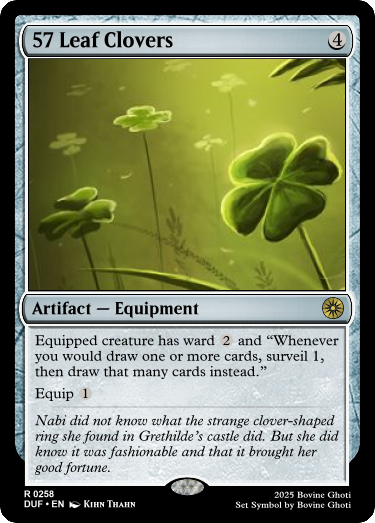 57 Leaf Clovers 4
Artifact — Equipment
Equipped creature has ward 2 and “Whenever
you would draw one or more cards, surveil 1,
then draw that many cards instead.”
Equip 1
Nabi did not know what the strange clover-shaped
ring she found in Grethilde's castle did. But she did
know it was fashionable and that it brought her
good fortune.
R 0258
DUF • EN Kihn Thahn
2025 Bovine Ghoti
Set Symbol by Bovine Ghoti